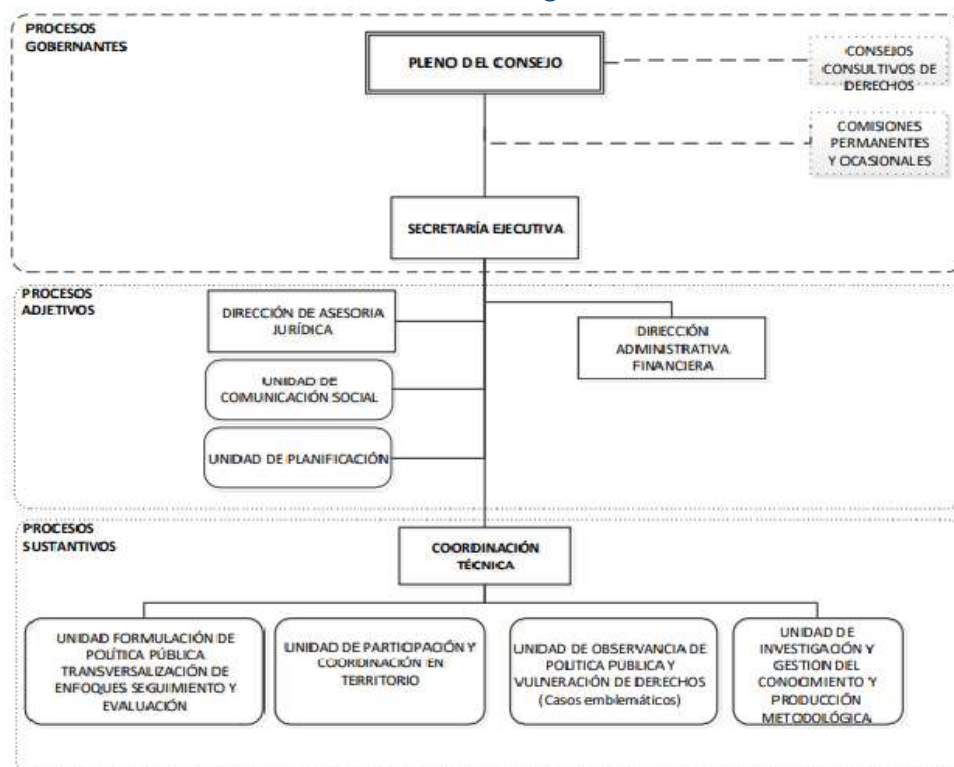 PROCESOS
GOBERNANTES
PLENO DEL CONSEJO
CONSEJOS
CONSULTIVOS DE
DERECHOS
COMISIONES
PERMANENTES
Y OCASIONALES
SECRETARÍA EJECUTIVA
PROCESOS
ADJETIVOS
DIRECCIÓN DE ASESORIA
JURÍDICA
DIRECCIÓN
ADMINISTRATIVA
FINANCIERA
UNIDAD DE
COMUNICACIÓN SOCIAL
UNIDAD DE PLANIFICACIÓN
PROCESOS
SUSTANTIVOS
COORDINACIÓN
TÉCNICA
UNIDAD FORMULACIÓN DE
POLÍTICA PÚBLICA
TRANSVERSALIZACIÓN DE
ENFOQUES SEGUIMIENTO Y
EVALUACIÓN
UNIDAD DE PARTICIPACIÓN Y
COORDINACIÓN EN
TERRITORIO
UNIDAD DE OBSERVANCIA DE
POLITICA PÚBLICA Y
VULNERACIÓN DE DERECHOS
(Casos emblemáticos)
UNIDAD DE
INVESTIGACIÓN Y
GESTION DEL
CONOCIMIENTO Y
PRODUCCIÓN
METODOLÓGICA